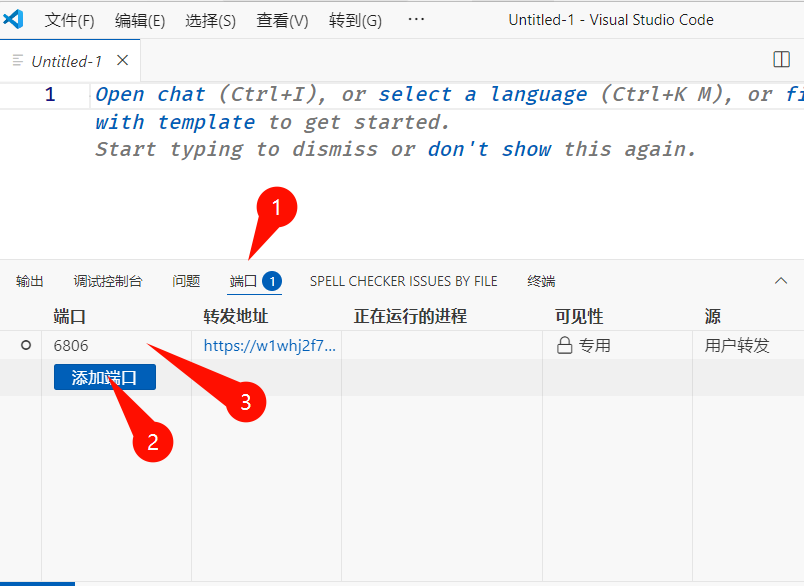 文件(F) 编辑(E) 选择(S) 查看(V) 转到(G) ··· Untitled-1 - Visual Studio Code
Untitled-1
1 Open chat (Ctrl+I), or select a language (Ctrl+K M), or fi
with template to get started.
Start typing to dismiss or don't show this again.
1
输出 调试控制台 问题 端口 1 SPELL CHECKER ISSUES BY FILE 终端
端口 转发地址 正在运行的进程 可见性 源
6806 https://w1whj2f7... 专用 用户转发
添加端口
3
2